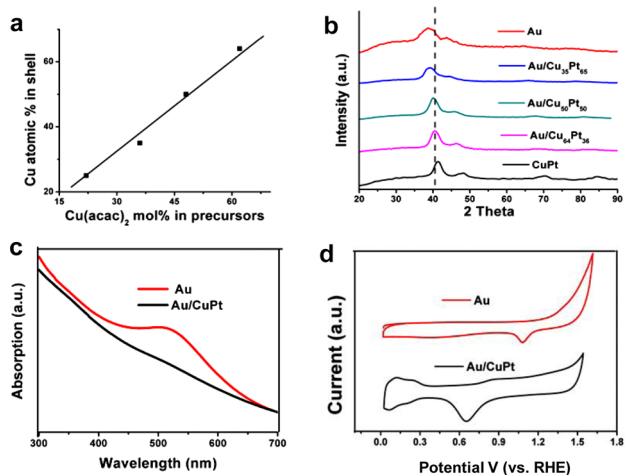 a
Cu atomic % in shell
60
40
20
20
30
40
50
60
Cu(acac)₂ mol% in precursors
b
Intensity (a.u.)
Au
Au/Cu₃₅Pt₆₅
Au/Cu₅₀Pt₅₀
Au/Cu₆₄Pt₃₆
CuPt
20 30 40 50 60 70 80 90
2 Theta
c
Absorption (a.u.)
Au
Au/CuPt
300 400 500 600 700
Wavelength (nm)
d
Current (a.u.)
Au
Au/CuPt
0.0 0.3 0.6 0.9 1.2 1.5 1.8
Potential V (vs. RHE)